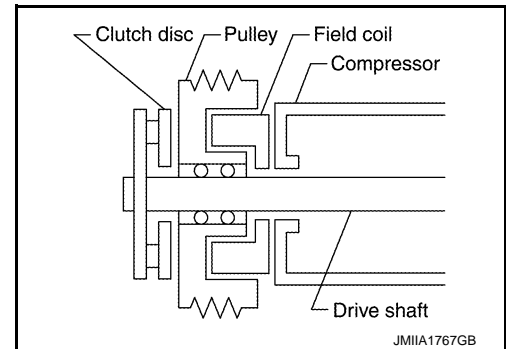 Clutch disc
Pulley
Field coil
Compressor
Drive shaft
JMIIA1767GB